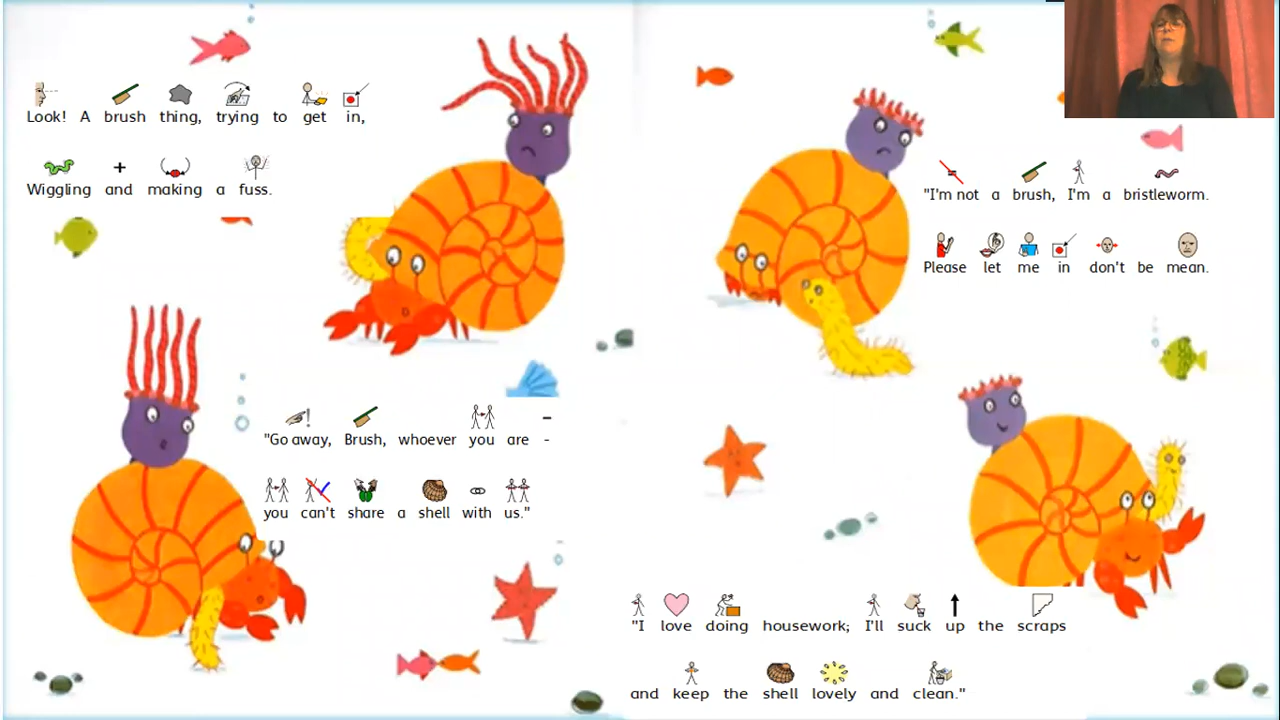 Look! A brush thing, trying to get in,
Wiggling and making a fuss.
"Go away, Brush, whoever you are -
you can't share a shell with us."
"I'm not a brush, I'm a bristleworm.
Please let me in don't be mean.
"I love doing housework; I'll suck up the scraps
and keep the shell lovely and clean."